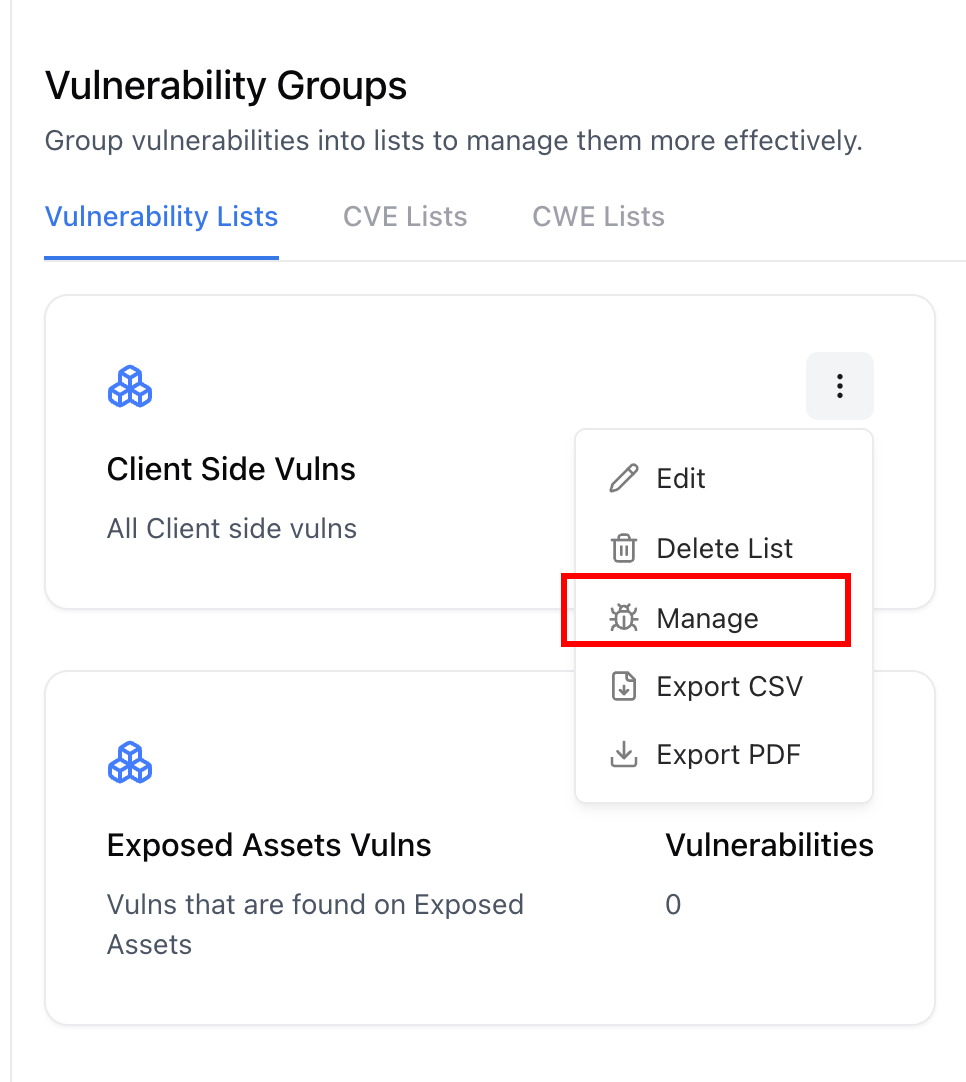 Vulnerability Groups
Group vulnerabilities into lists to manage them more effectively.
Vulnerability Lists
CVE Lists
CWE Lists
Client Side Vulns
All Client side vulns
Edit
Delete List
Manage
Export CSV
Export PDF
Exposed Assets Vulns
Vulns that are found on Exposed
Assets
Vulnerabilities
0